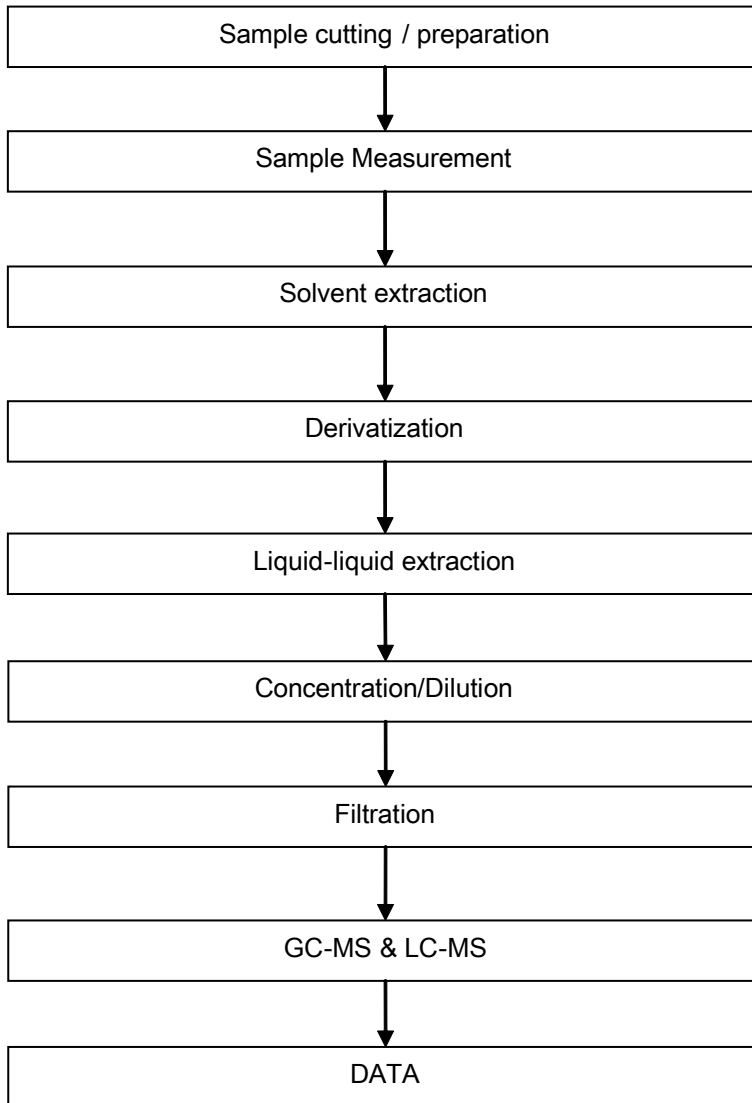 Sample cutting / preparation
Sample Measurement
Solvent extraction
Derivatization
Liquid-liquid extraction
Concentration/Dilution
Filtration
GC-MS & LC-MS
DATA